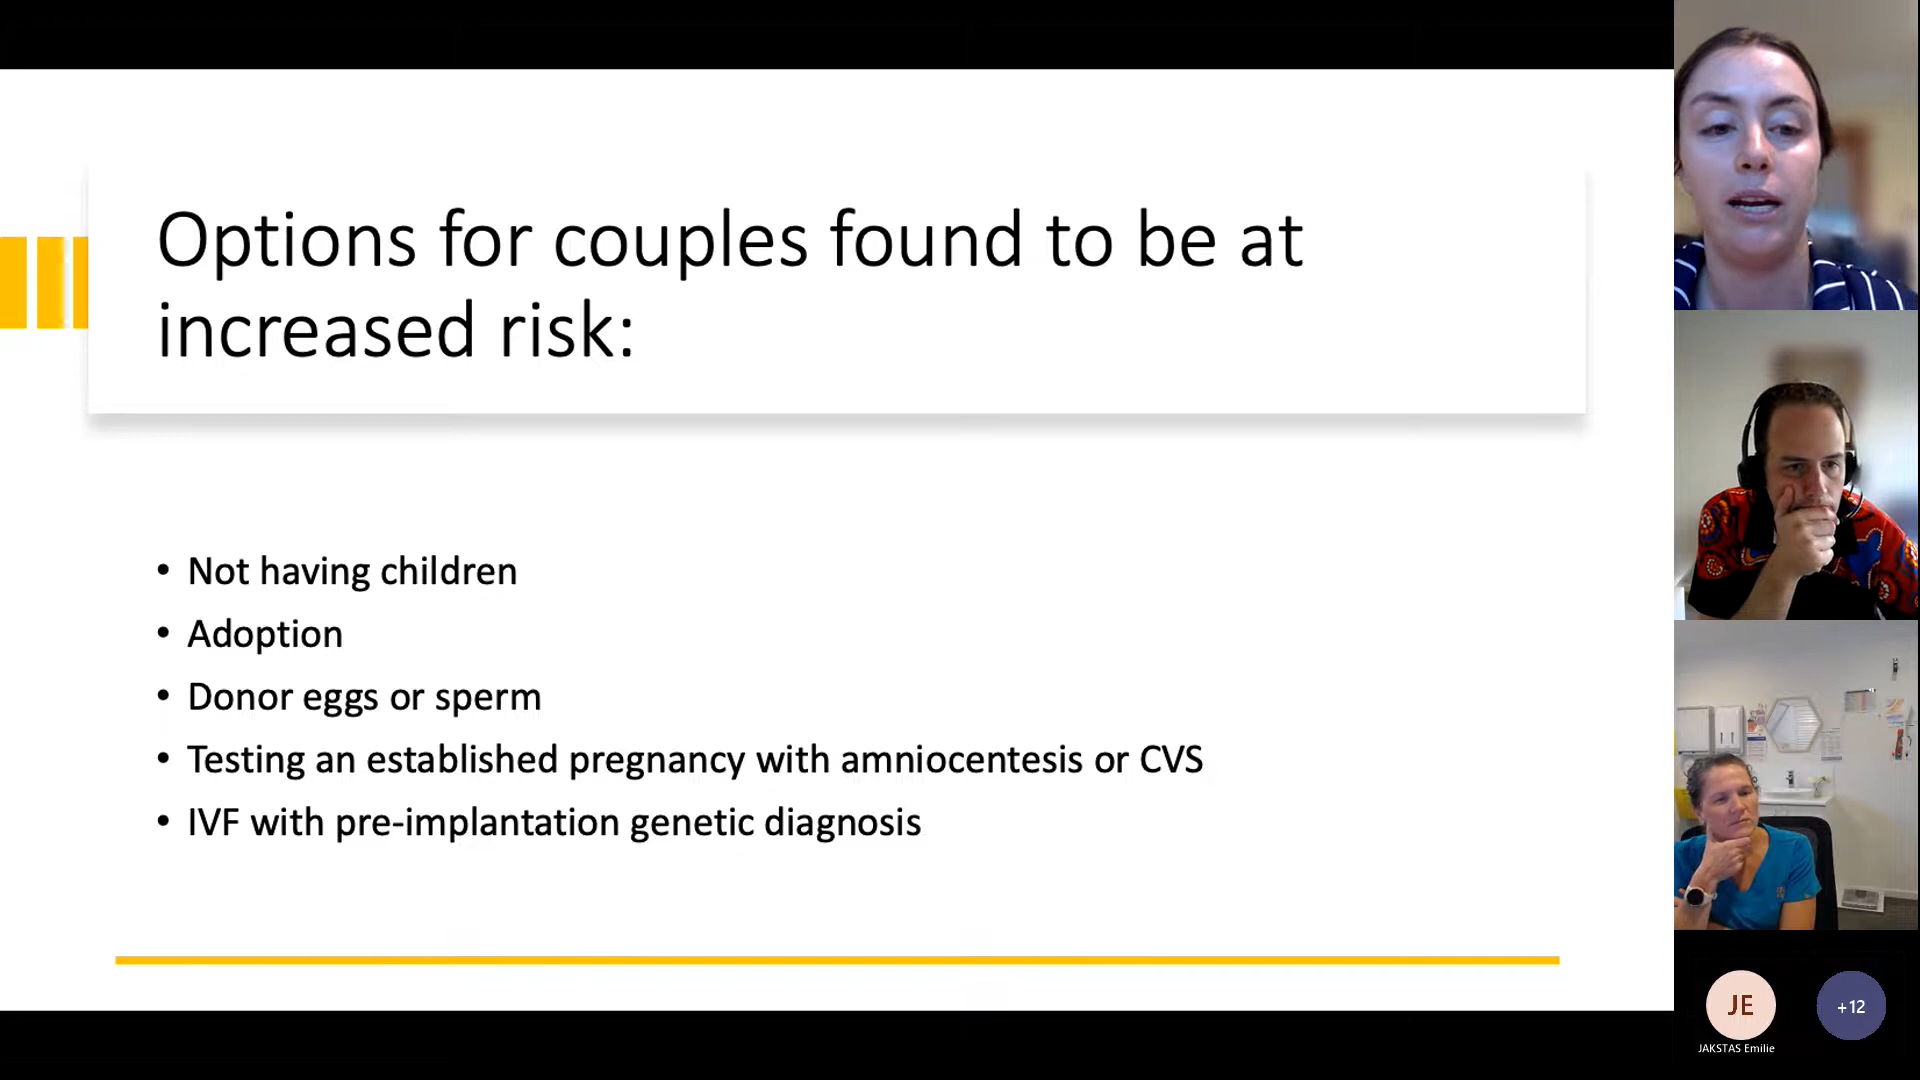 Options for couples found to be at
increased risk:
• Not having children
• Adoption
• Donor eggs or sperm
• Testing an established pregnancy with amniocentesis or CVS
• IVF with pre-implantation genetic diagnosis
JE
+12
JAKSTAS Emilie